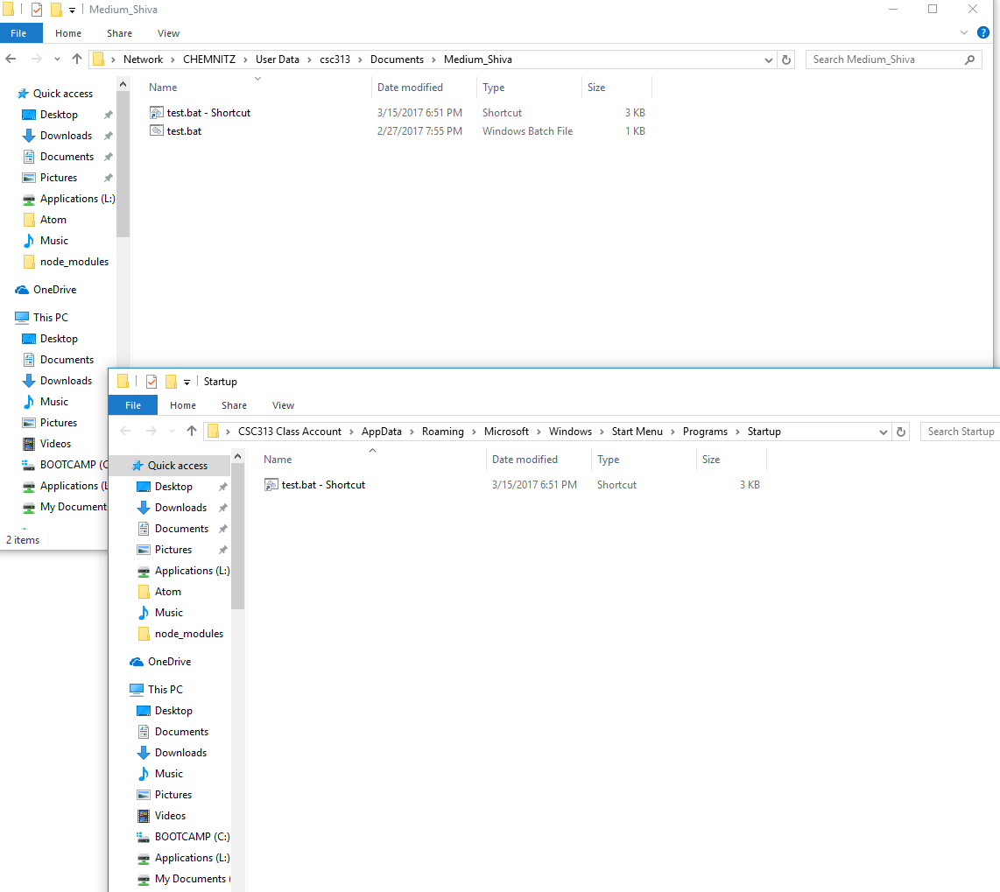 Medium_Shiva
File Home Share View
Network CHEMNITZ User Data csc313 Documents Medium_Shiva Search Medium_Shiva
Name Date modified Type Size
test.bat - Shortcut 3/15/2017 6:51 PM Shortcut 3 KB
test.bat 2/27/2017 7:55 PM Windows Batch File 1 KB
Quick access
Desktop
Downloads
Documents
Pictures
Applications (L:)
Atom
Music
node_modules
OneDrive
This PC
Desktop
Documents
Downloads
Music
Pictures
Videos
BOOTCAMP (C
Applications (L
My Document
2 items
Startup
File Home Share View
CSC313 Class Account AppData Roaming Microsoft Windows Start Menu Programs Startup Search Startup
Name Date modified Type Size
test.bat - Shortcut 3/15/2017 6:51 PM Shortcut 3 KB
Quick access
Desktop
Downloads
Documents
Pictures
Applications (L:)
Atom
Music
node_modules
OneDrive
This PC
Desktop
Documents
Downloads
Music
Pictures
Videos
BOOTCAMP (C:)
Applications (L:)
My Documents (